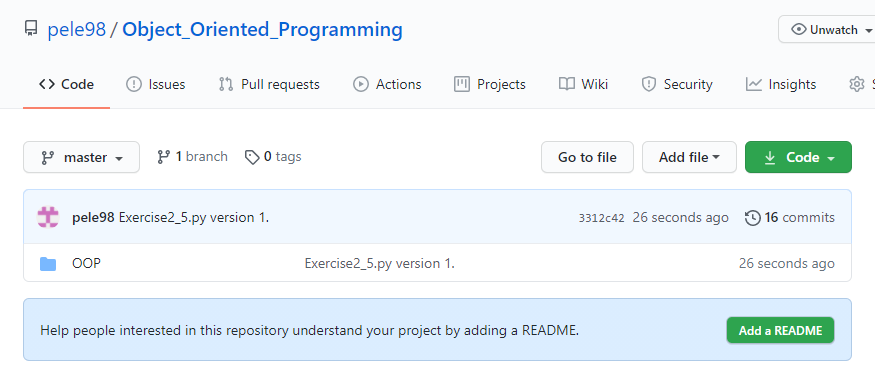 pele98 / Object_Oriented_Programming
Unwatch
Code Issues Pull requests Actions Projects Wiki Security Insights S
master 1 branch 0 tags Go to file Add file Code
pele98 Exercise2_5.py version 1. 3312c42 26 seconds ago 16 commits
OOP Exercise2_5.py version 1. 26 seconds ago
Help people interested in this repository understand your project by adding a README. Add a README